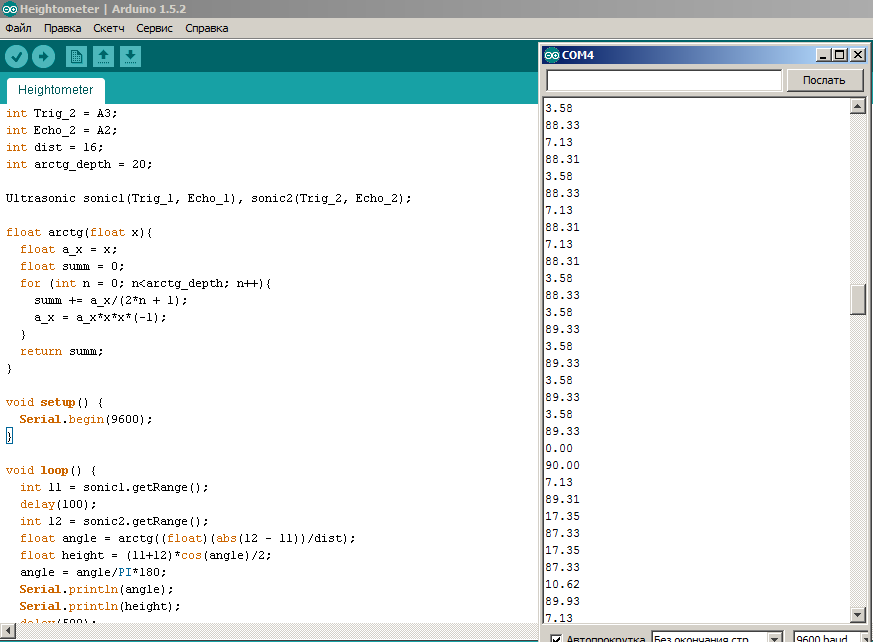 Heightometer | Arduino 1.5.2
Файл Правка Скетч Сервис Справка
Heightometer
int Trig_2 = A3;
int Echo_2 = A2;
int dist = 16;
int arctg_depth = 20;
Ultrasonic sonic1(Trig_1, Echo_1), sonic2(Trig_2, Echo_2);
float arctg(float x){
float a_x = x;
float summ = 0;
for (int n = 0; n<arctg_depth; n++){
summ += a_x/(2*n + 1);
a_x = a_x*x*x*(-1);
}
return summ;
}
void setup() {
Serial.begin(9600);
}
void loop() {
int l1 = sonic1.getRange();
delay(100);
int l2 = sonic2.getRange();
float angle = arctg((float)(abs(l2 - l1))/dist);
float height = (l1+l2)*cos(angle)/2;
angle = angle/PI*180;
Serial.println(angle);
Serial.println(height);
delay(500);
COM4
Послать
3.58
88.33
7.13
88.31
3.58
88.33
7.13
88.31
7.13
88.31
3.58
88.33
3.58
89.33
3.58
89.33
3.58
89.33
3.58
89.33
0.00
90.00
7.13
89.31
17.35
87.33
17.35
87.33
10.62
89.93
7.13
Автопрокрутка Без окончания стр 9600 baud